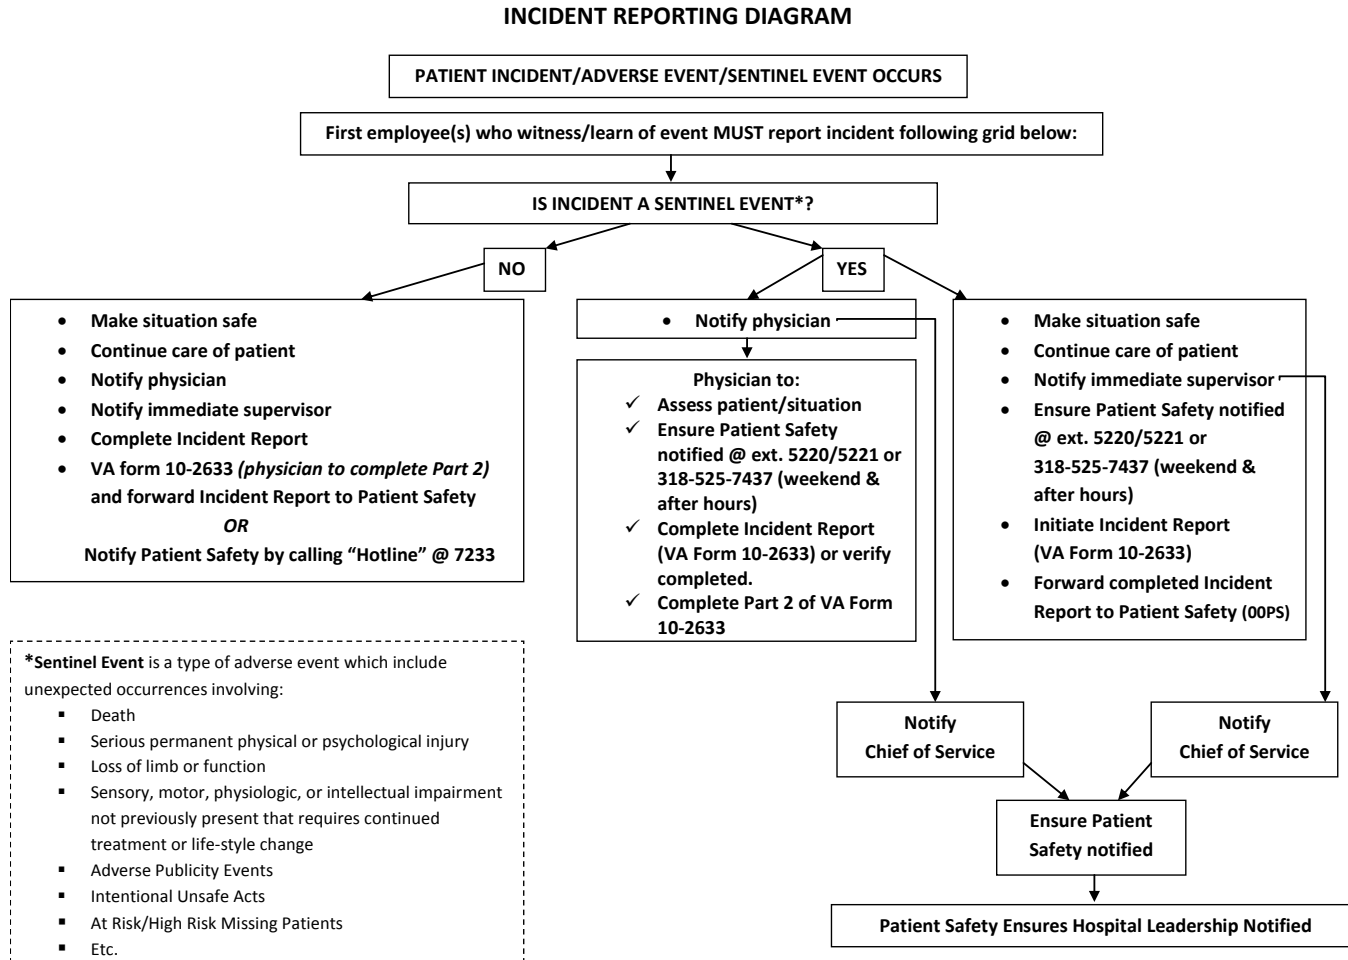 INCIDENT REPORTING DIAGRAM
PATIENT INCIDENT/ADVERSE EVENT/SENTINEL EVENT OCCURS
First employee(s) who witness/learn of event MUST report incident following grid below:
IS INCIDENT A SENTINEL EVENT*?
NO
YES
• Make situation safe
• Continue care of patient
• Notify physician
• Notify immediate supervisor
• Complete Incident Report
• VA form 10-2633 (physician to complete Part 2)
and forward Incident Report to Patient Safety
OR
Notify Patient Safety by calling “Hotline” @ 7233
• Notify physician
Physician to:
✓ Assess patient/situation
✓ Ensure Patient Safety
notified @ ext. 5220/5221 or
318-525-7437 (weekend &
after hours)
✓ Complete Incident Report
(VA Form 10-2633) or verify
completed.
✓ Complete Part 2 of VA Form
10-2633
• Make situation safe
• Continue care of patient
• Notify immediate supervisor
• Ensure Patient Safety notified
@ ext. 5220/5221 or
318-525-7437 (weekend &
after hours)
• Initiate Incident Report
(VA Form 10-2633)
• Forward completed Incident
Report to Patient Safety (00PS)
*Sentinel Event is a type of adverse event which include
unexpected occurrences involving:
▪ Death
▪ Serious permanent physical or psychological injury
▪ Loss of limb or function
▪ Sensory, motor, physiologic, or intellectual impairment
not previously present that requires continued
treatment or life-style change
▪ Adverse Publicity Events
▪ Intentional Unsafe Acts
▪ At Risk/High Risk Missing Patients
▪ Etc.
Notify
Chief of Service
Notify
Chief of Service
Ensure Patient
Safety notified
Patient Safety Ensures Hospital Leadership Notified